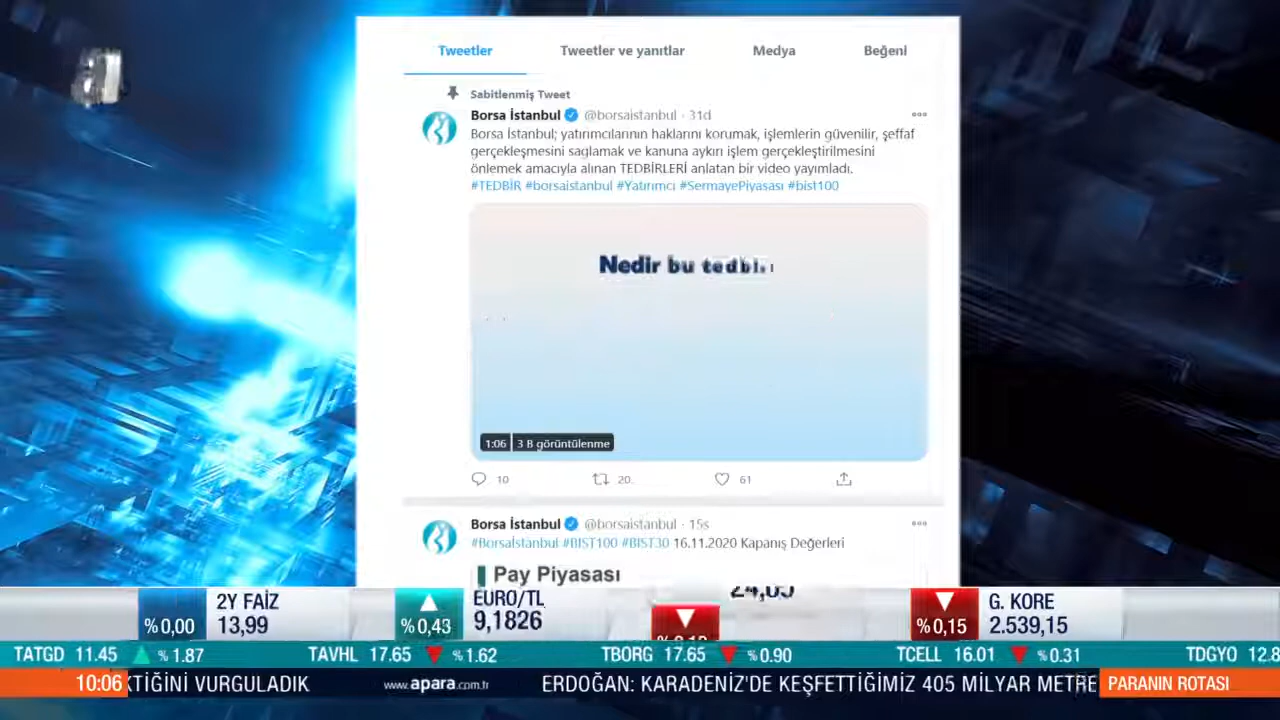 Tweetler Tweetler ve yanıtlar Medya Beğeni
Sabitlenmiş Tweet
Borsa İstanbul @borsaistanbul · 31d
Borsa İstanbul; yatırımcılarının haklarını korumak, işlemlerin güvenilir, şeffaf
gerçekleşmesini sağlamak ve kanuna aykırı işlem gerçekleştirilmesini
önlemek amacıyla alınan TEDBİRLERİ anlatan bir video yayımladı.
#TEDBİR #borsaistanbul #Yatırımcı #SermayePiyasası #bist100
Nedir bu
1:06 3 B görüntülenme
10 20 61
Borsa İstanbul @borsaistanbul · 15s
#Borsaİstanbul #BIST100 #BIST30 16.11.2020 Kapanış Değerleri
Pay Piyasası
%0,00 2Y FAİZ 13,99
%0,43 EURO/TL 9,1826
%0,15 G. KORE 2.539,15
TATGD 11.45 %1.87 TAVHL 17.65 %1.62 TBORG 17.65 %0.90 TCELL 16.01 %0.31 TDGYO 12.8
10:06 KTİĞİNİ VURGULADIK www.apara.com.tr ERDOĞAN: KARADENİZ'DE KEŞFETTİĞİMİZ 405 MİLYAR METRE PARANIN ROTASI